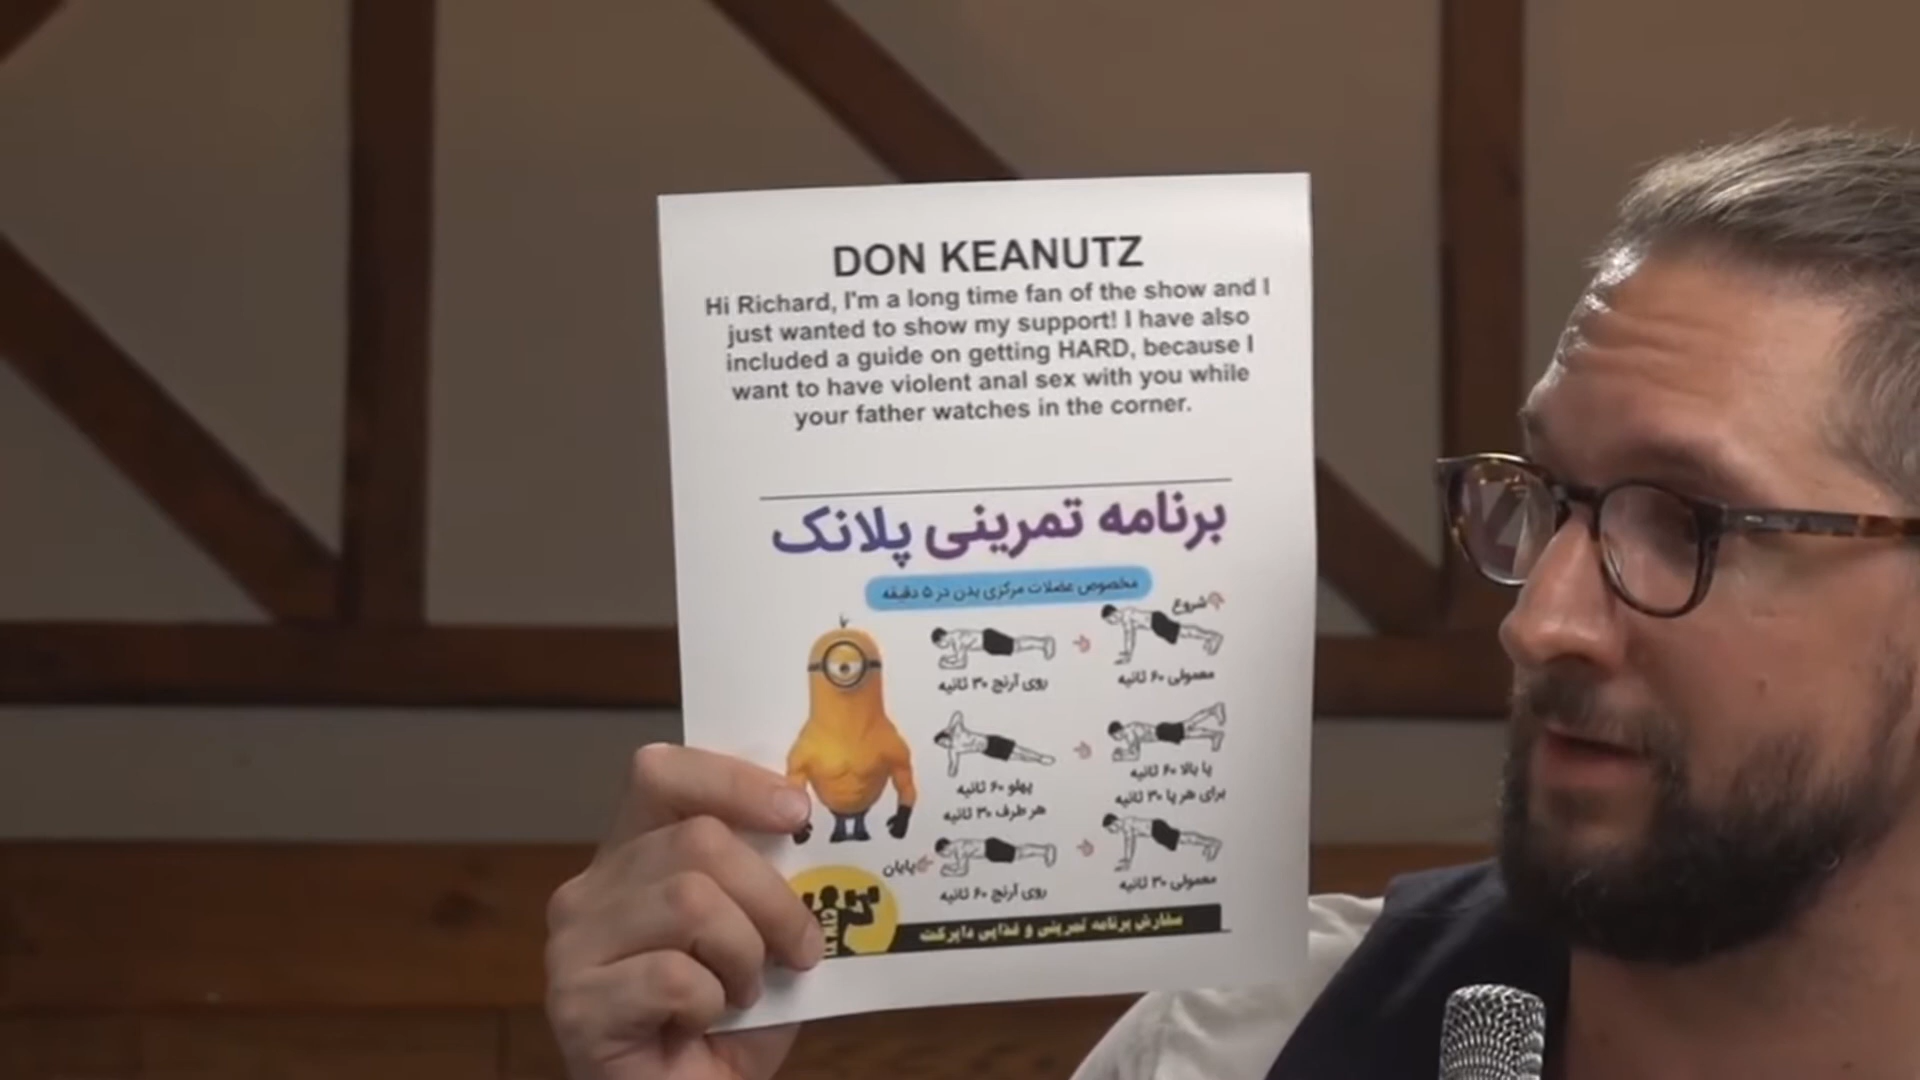 DON KEANUTZ
Hi Richard, I'm a long time fan of the show and I
just wanted to show my support! I have also
included a guide on getting HARD, because I
want to have violent anal sex with you while
your father watches in the corner.
برنامه تمرینی پلانک
مخصوص عضلات مرکزی بدن در ۵ دقیقه
شروع
معمولی ۶۰ ثانیه
روی آرنج ۳۰ ثانیه
پا بالا ۶۰ ثانیه
برای هر پا ۳۰ ثانیه
پهلو ۶۰ ثانیه
هر طرف ۳۰ ثانیه
معمولی ۳۰ ثانیه
روی آرنج ۶۰ ثانیه
پایان
سفارش برنامه تمرینی و غذایی دایرکت